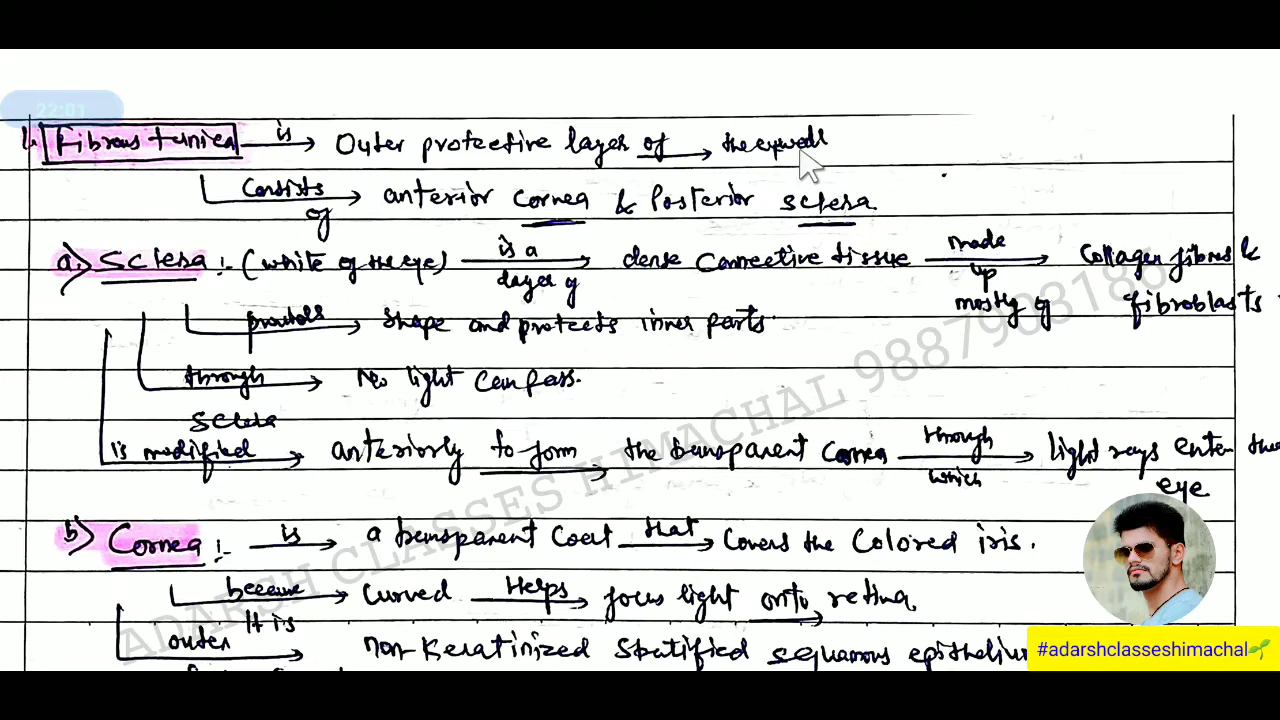 22:01
1. Fibrous tunica is → Outer protective layer of → the eyeball
Consists of → anterior cornea & Posterior sclera.
a.) Sclera :- (white of the eye) is a layer of → dense Connective tissue made up mostly of → Collagen fibres & fibroblasts
provides → shape and protects inner parts.
through sclera → No light can pass.
is modified → anteriorly to form → the transparent Cornea through which → light rays enter the eye
b) Cornea :- is → a transparent Coat that → Covers the Colored iris.
because It is → Curved Helps → focus light onto → retina
outer → non-Keratinized Stratified squamous epithelium
ADARSH CLASSES HIMACHAL 9887903186
#adarshclasseshimachal🌱